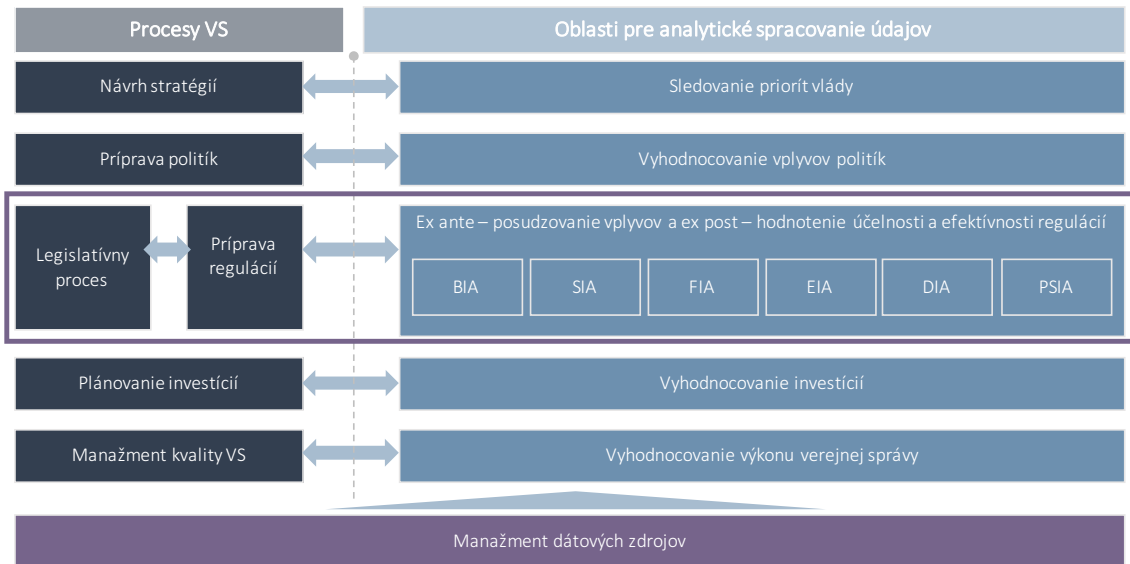 Procesy VS
Oblasti pre analytické spracovanie údajov
Návrh stratégií
Sledovanie priorít vlády
Príprava politík
Vyhodnocovanie vplyvov politík
Legislatívny
proces
Príprava
regulácií
Ex ante – posudzovanie vplyvov a ex post – hodnotenie účelnosti a efektívnosti regulácií
BIA
SIA
FIA
EIA
DIA
PSIA
Plánovanie investícií
Vyhodnocovanie investícií
Manažment kvality VS
Vyhodnocovanie výkonu verejnej správy
Manažment dátových zdrojov